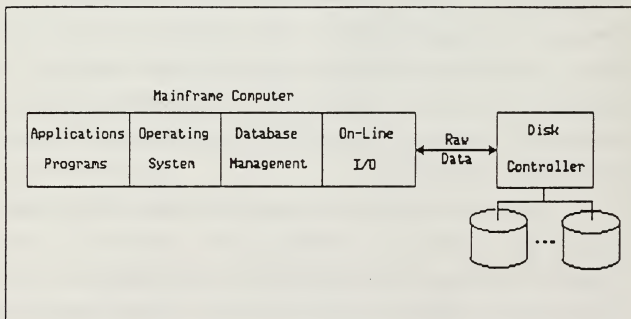 Mainframe Computer
Applications Operating Database On-Line
Programs System Management I/O
Raw
Data
Disk
Controller
...